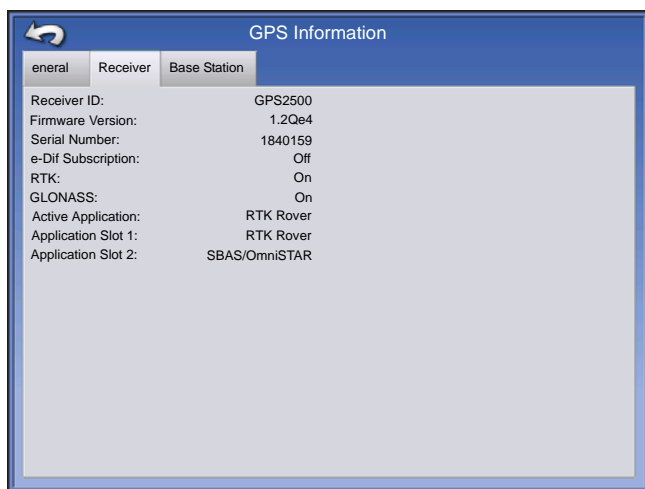 GPS Information
eneral Receiver Base Station
Receiver ID: GPS2500
Firmware Version: 1.2Qe4
Serial Number: 1840159
e-Dif Subscription: Off
RTK: On
GLONASS: On
Active Application: RTK Rover
Application Slot 1: RTK Rover
Application Slot 2: SBAS/OmniSTAR